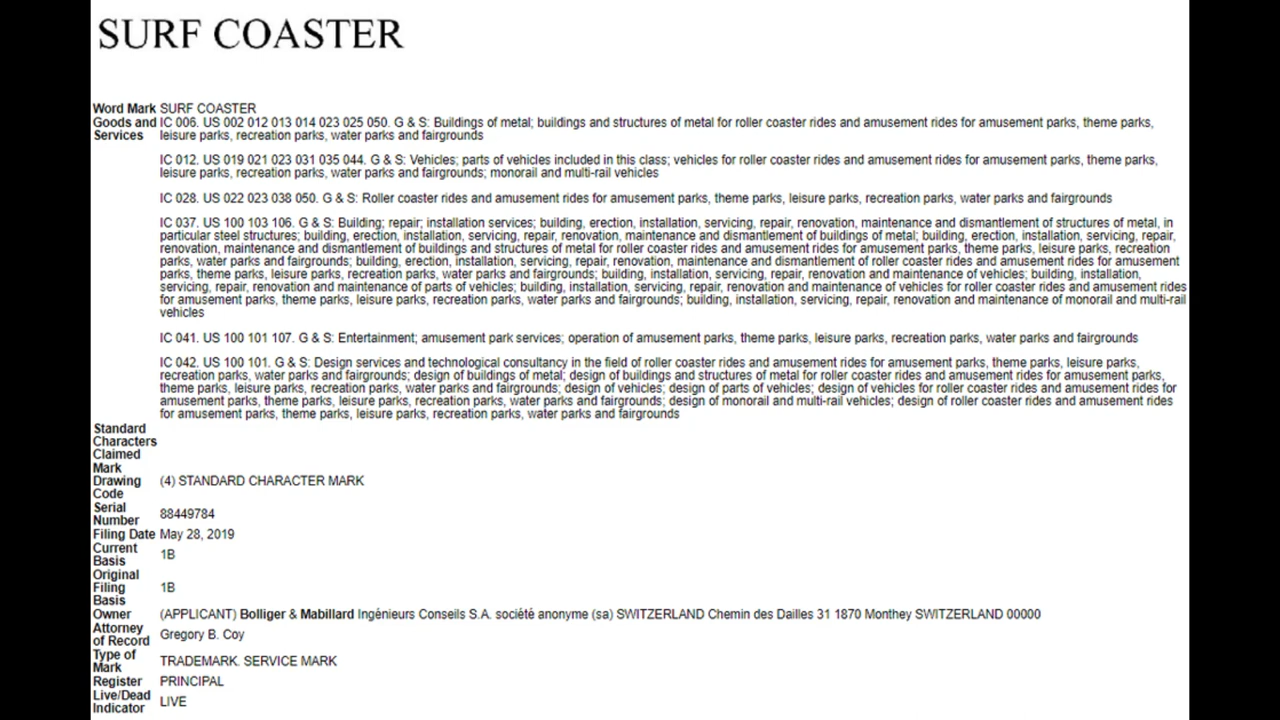 SURF COASTER
Word Mark SURF COASTER
Goods and IC 006. US 002 012 013 014 023 025 050. G & S: Buildings of metal; buildings and structures of metal for roller coaster rides and amusement rides for amusement parks, theme parks,
Services leisure parks, recreation parks, water parks and fairgrounds
IC 012. US 019 021 023 031 035 044. G & S: Vehicles; parts of vehicles included in this class; vehicles for roller coaster rides and amusement rides for amusement parks, theme parks,
leisure parks, recreation parks, water parks and fairgrounds; monorail and multi-rail vehicles
IC 028. US 022 023 038 050. G & S: Roller coaster rides and amusement rides for amusement parks, theme parks, leisure parks, recreation parks, water parks and fairgrounds
IC 037. US 100 103 106. G & S: Building; repair; installation services; building, erection, installation, servicing, repair, renovation, maintenance and dismantlement of structures of metal, in
particular steel structures; building, erection, installation, servicing, repair, renovation, maintenance and dismantlement of buildings of metal; building, erection, installation, servicing, repair,
renovation, maintenance and dismantlement of buildings and structures of metal for roller coaster rides and amusement rides for amusement parks, theme parks, leisure parks, recreation
parks, water parks and fairgrounds; building, erection, installation, servicing, repair, renovation, maintenance and dismantlement of roller coaster rides and amusement rides for amusement
parks, theme parks, leisure parks, recreation parks, water parks and fairgrounds; building, installation, servicing, repair, renovation and maintenance of vehicles; building, installation,
servicing, repair, renovation and maintenance of parts of vehicles; building, installation, servicing, repair, renovation and maintenance of vehicles for roller coaster rides and amusement rides
for amusement parks, theme parks, leisure parks, recreation parks, water parks and fairgrounds; building, installation, servicing, repair, renovation and maintenance of monorail and multi-rail
vehicles
IC 041. US 100 101 107. G & S: Entertainment; amusement park services; operation of amusement parks, theme parks, leisure parks, recreation parks, water parks and fairgrounds
IC 042. US 100 101. G & S: Design services and technological consultancy in the field of roller coaster rides and amusement rides for amusement parks, theme parks, leisure parks,
recreation parks, water parks and fairgrounds; design of buildings of metal; design of buildings and structures of metal for roller coaster rides and amusement rides for amusement parks,
theme parks, leisure parks, recreation parks, water parks and fairgrounds; design of vehicles; design of parts of vehicles; design of vehicles for roller coaster rides and amusement rides for
amusement parks, theme parks, leisure parks, recreation parks, water parks and fairgrounds; design of monorail and multi-rail vehicles; design of roller coaster rides and amusement rides
for amusement parks, theme parks, leisure parks, recreation parks, water parks and fairgrounds
Standard
Characters
Claimed
Mark
Drawing (4) STANDARD CHARACTER MARK
Code
Serial
Number 88449784
Filing Date May 28, 2019
Current
Basis 1B
Original
Filing 1B
Basis
Owner (APPLICANT) Bolliger & Mabillard Ingénieurs Conseils S.A. société anonyme (sa) SWITZERLAND Chemin des Dailles 31 1870 Monthey SWITZERLAND 00000
Attorney
of Record Gregory B. Coy
Type of
Mark TRADEMARK. SERVICE MARK
Register PRINCIPAL
Live/Dead
Indicator LIVE